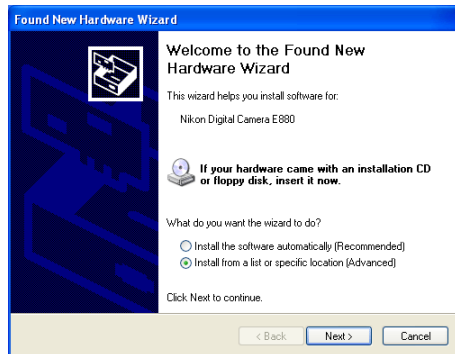 Found New Hardware Wizard
Welcome to the Found New
Hardware Wizard
This wizard helps you install software for:
Nikon Digital Camera E880
If your hardware came with an installation CD
or floppy disk, insert it now.
What do you want the wizard to do?
Install the software automatically (Recommended)
Install from a list or specific location (Advanced)
Click Next to continue.
< Back Next > Cancel